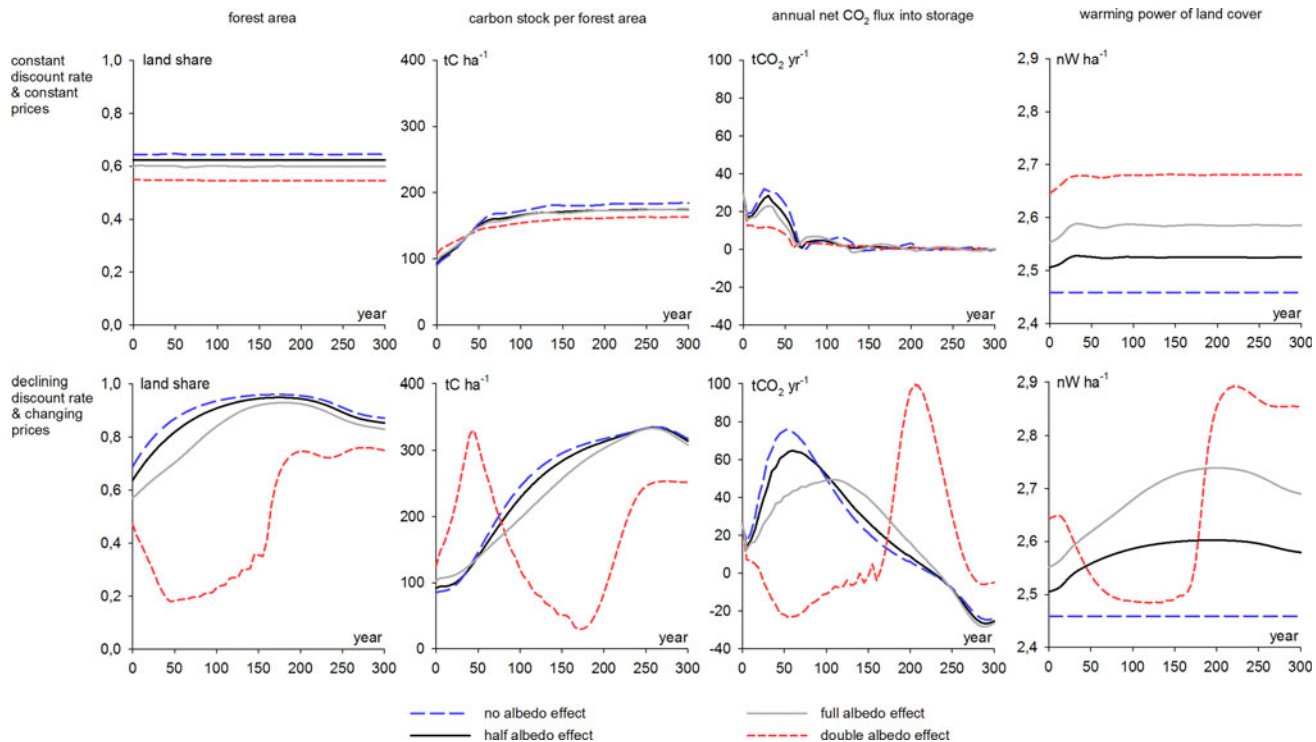 forest area
carbon stock per forest area
annual net CO₂ flux into storage
warming power of land cover
constant
discount rate
& constant
prices
land share
1,0
0,8
0,6
0,4
0,2
0,0
year
0 50 100 150 200 250 300
tC ha⁻¹
400
300
200
100
0
year
0 50 100 150 200 250 300
tCO₂ yr⁻¹
100
80
60
40
20
0
-20
-40
year
0 50 100 150 200 250 300
nW ha⁻¹
2,9
2,8
2,7
2,6
2,5
2,4
year
0 50 100 150 200 250 300
declining
discount rate
& changing
prices
land share
1,0
0,8
0,6
0,4
0,2
0,0
year
0 50 100 150 200 250 300
tC ha⁻¹
400
300
200
100
0
year
0 50 100 150 200 250 300
tCO₂ yr⁻¹
100
80
60
40
20
0
-20
-40
year
0 50 100 150 200 250 300
nW ha⁻¹
2,9
2,8
2,7
2,6
2,5
2,4
year
0 50 100 150 200 250 300
no albedo effect
full albedo effect
half albedo effect
double albedo effect